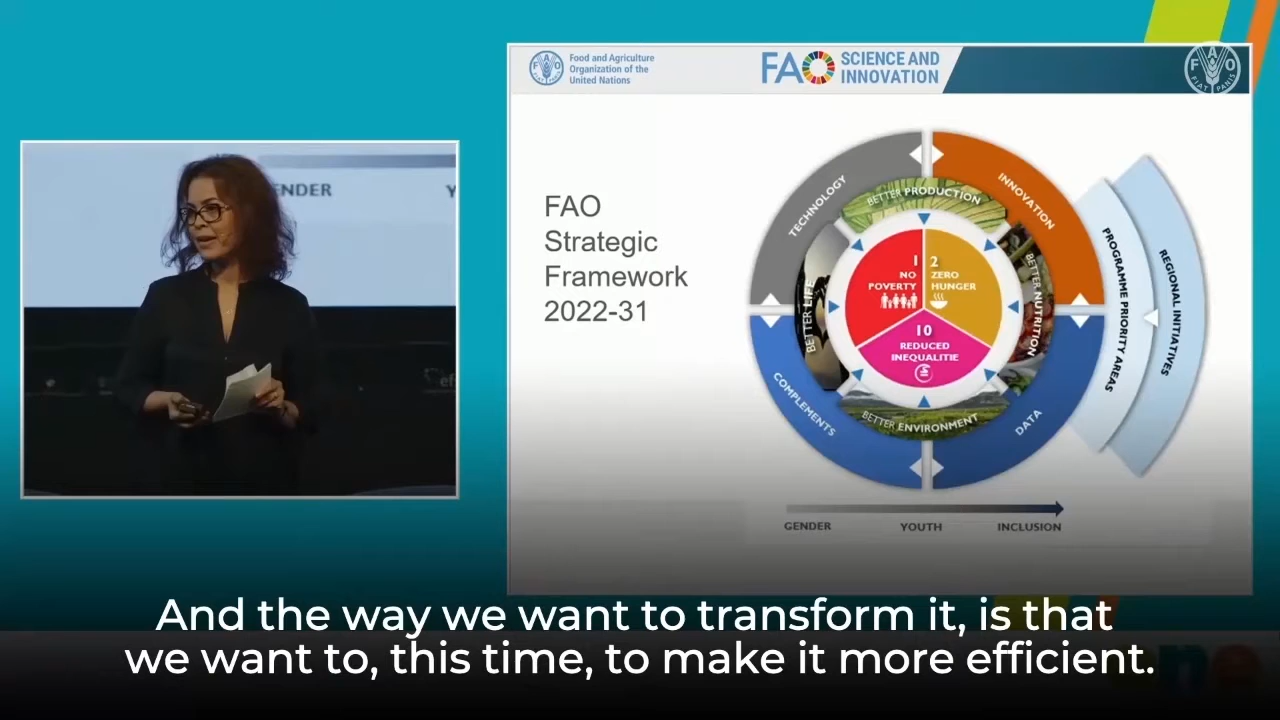 Food and Agriculture
Organization of the
United Nations
FAO
SCIENCE AND
INNOVATION
FAO
FIAT PANIS
ENDER
Y
FAO
Strategic
Framework
2022-31
TECHNOLOGY
INNOVATION
BETTER PRODUCTION
BETTER LIFE
BETTER NUTRITION
1
NO
POVERTY
2
ZERO
HUNGER
10
REDUCED
INEQUALITIE
PROGRAMME PRIORITY AREAS
REGIONAL INITIATIVES
COMPLEMENTS
BETTER ENVIRONMENT
DATA
GENDER YOUTH INCLUSION
And the way we want to transform it, is that
we want to, this time, to make it more efficient.